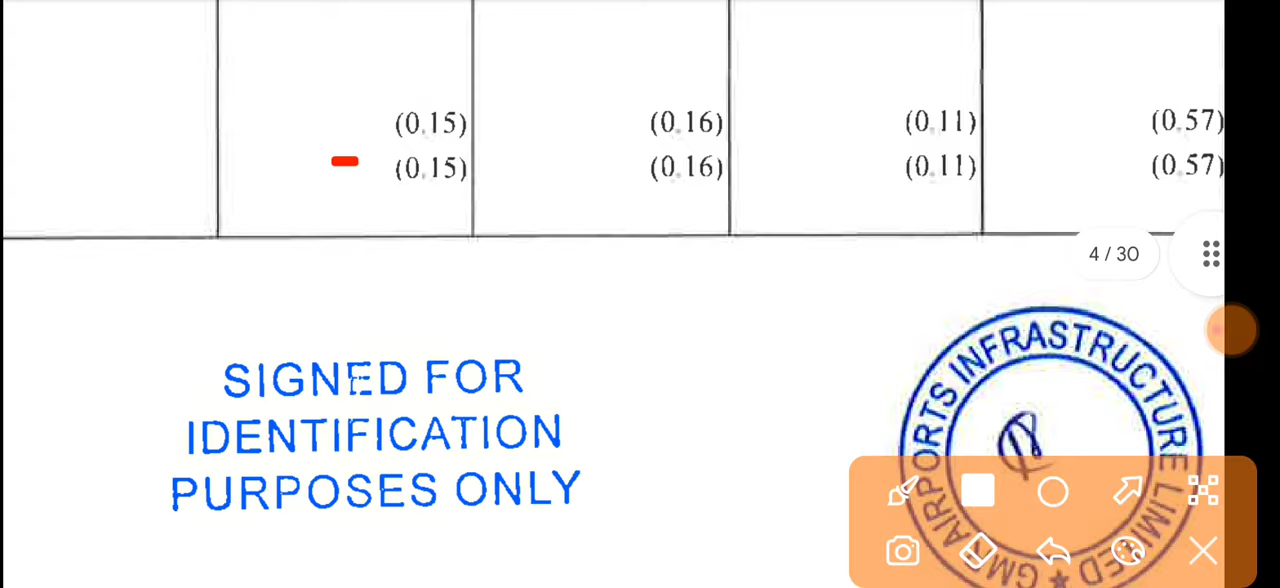 (0.15) (0.16) (0.11) (0.57)
(0.15) (0.16) (0.11) (0.57)
4 / 30
SIGNED FOR
IDENTIFICATION
PURPOSES ONLY
GMR AIRPORTS INFRASTRUCTURE LIMITED ★